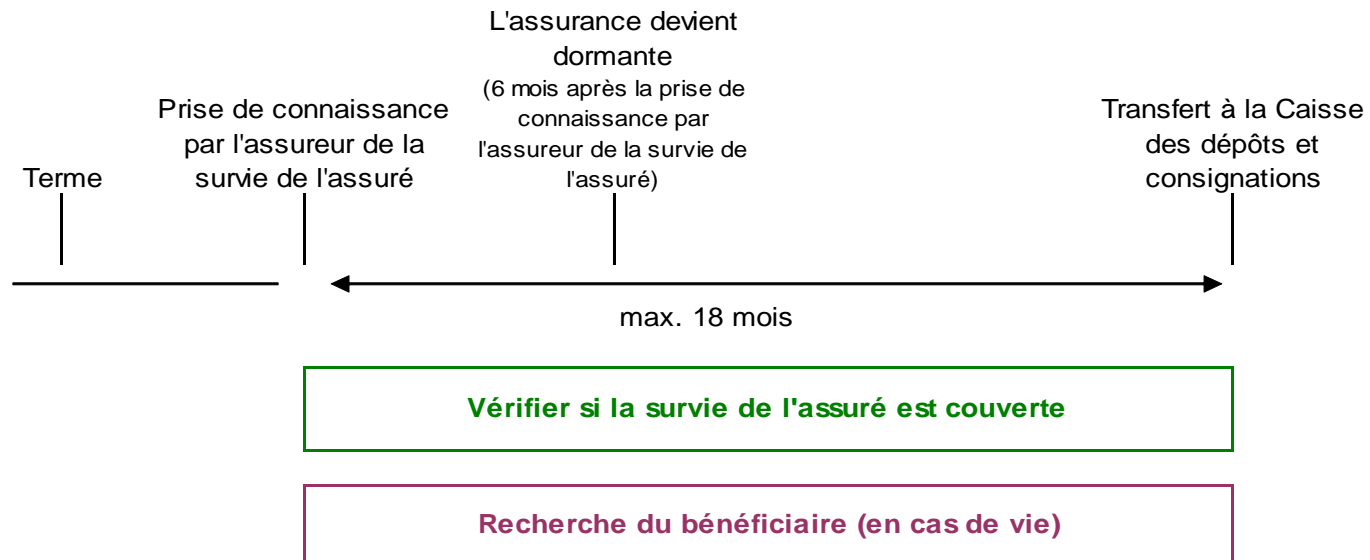 Terme
Prise de connaissance
par l'assureur de la
survie de l'assuré
L'assurance devient
dormante
(6 mois après la prise de
connaissance par
l'assureur de la survie de
l'assuré)
Transfert à la Caisse
des dépôts et
consignations
max. 18 mois
Vérifier si la survie de l'assuré est couverte
Recherche du bénéficiaire (en cas de vie)